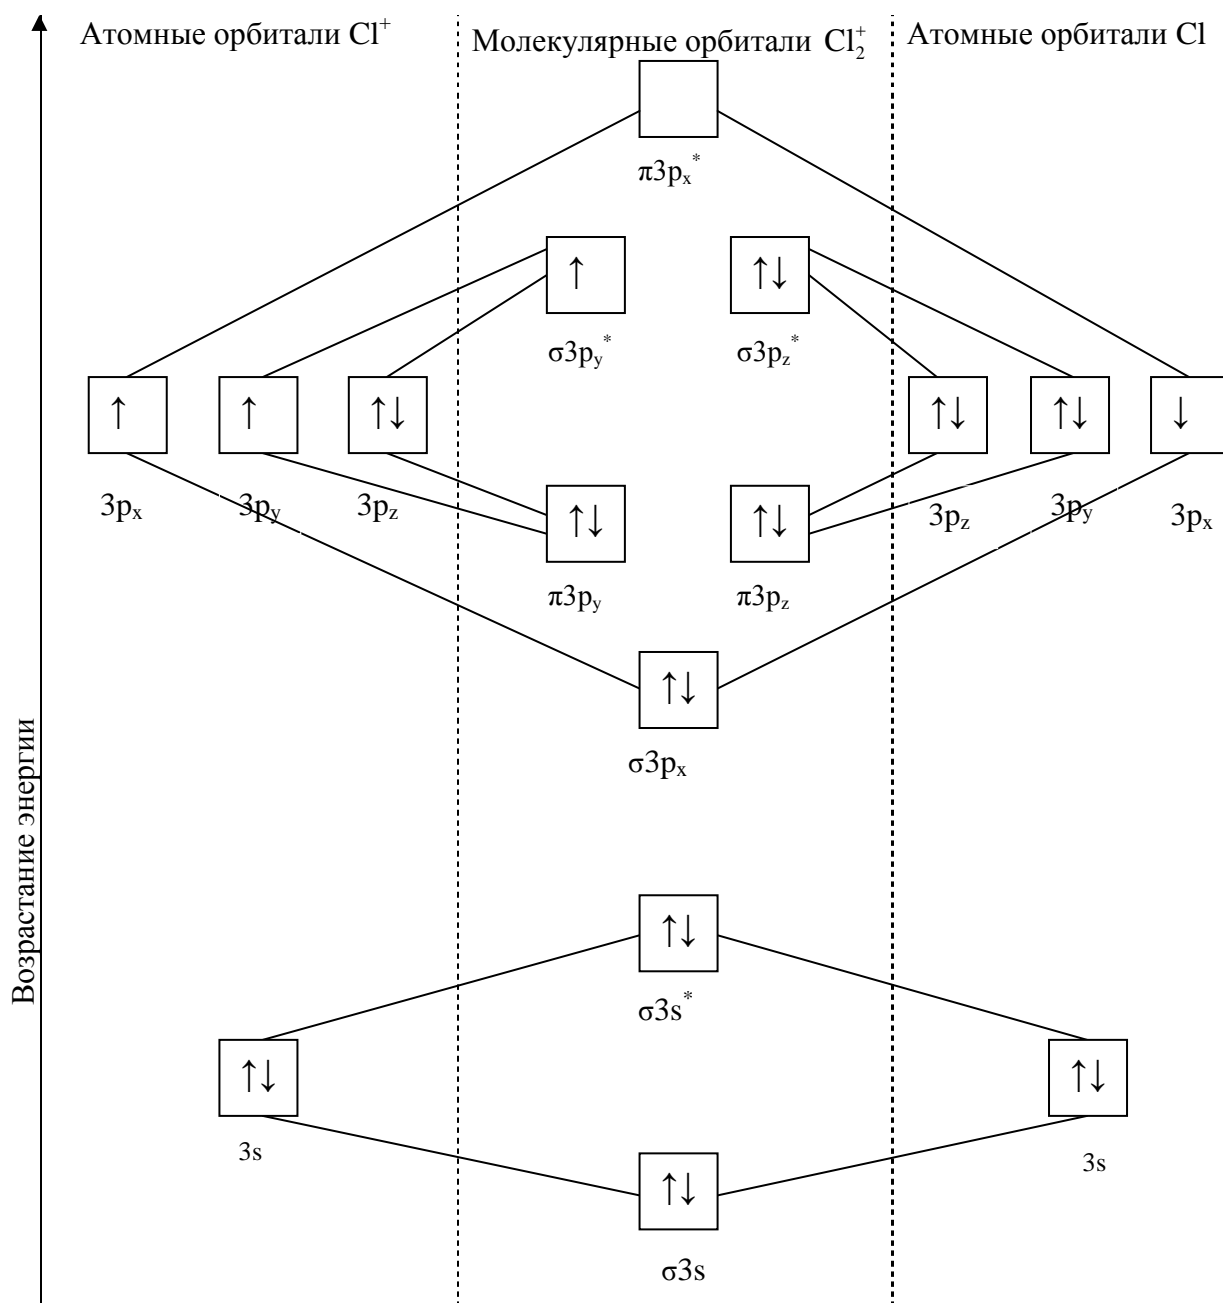 Атомные орбитали Cl⁺
Молекулярные орбитали Cl₂⁺
Атомные орбитали Cl
π3pₓ*
↑
↑↓
σ3p_y*
σ3p_z*
↑
↑
↑↓
↑↓
↑↓
↓
3pₓ
3p_y
3p_z
3p_z
3p_y
3pₓ
↑↓
↑↓
π3p_y
π3p_z
↑↓
σ3pₓ
Возрастание энергии
↑↓
σ3s*
↑↓
↑↓
3s
3s
↑↓
σ3s